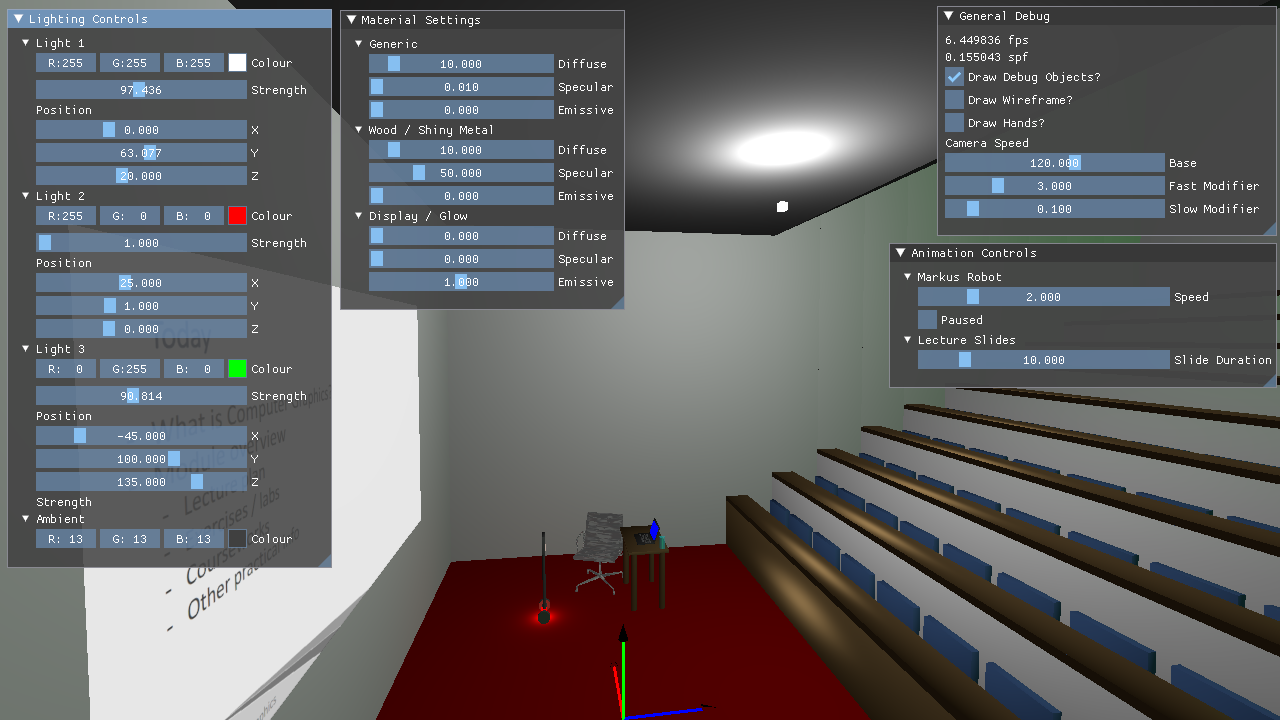 Lighting Controls
Light 1
R:255 G:255 B:255 Colour
97.436 Strength
Position
0.000 X
63.077 Y
20.000 Z
Light 2
R:255 G: 0 B: 0 Colour
1.000 Strength
Position
25.000 X
1.000 Y
0.000 Z
Light 3
R: 0 G:255 B: 0 Colour
90.814 Strength
Position
-45.000 X
100.000 Y
135.000 Z
Strength
Ambient
R: 13 G: 13 B: 13 Colour
Material Settings
Generic
10.000 Diffuse
0.010 Specular
0.000 Emissive
Wood / Shiny Metal
10.000 Diffuse
50.000 Specular
0.000 Emissive
Display / Glow
0.000 Diffuse
0.000 Specular
1.000 Emissive
General Debug
6.449836 fps
0.155043 spf
Draw Debug Objects?
Draw Wireframe?
Draw Hands?
Camera Speed
120.000 Base
3.000 Fast Modifier
0.100 Slow Modifier
Animation Controls
Markus Robot
2.000 Speed
Paused
Lecture Slides
10.000 Slide Duration
Today
What is Computer Graphics?
Module overview
- Lecture plan
- Exercises / labs
- Other practical info